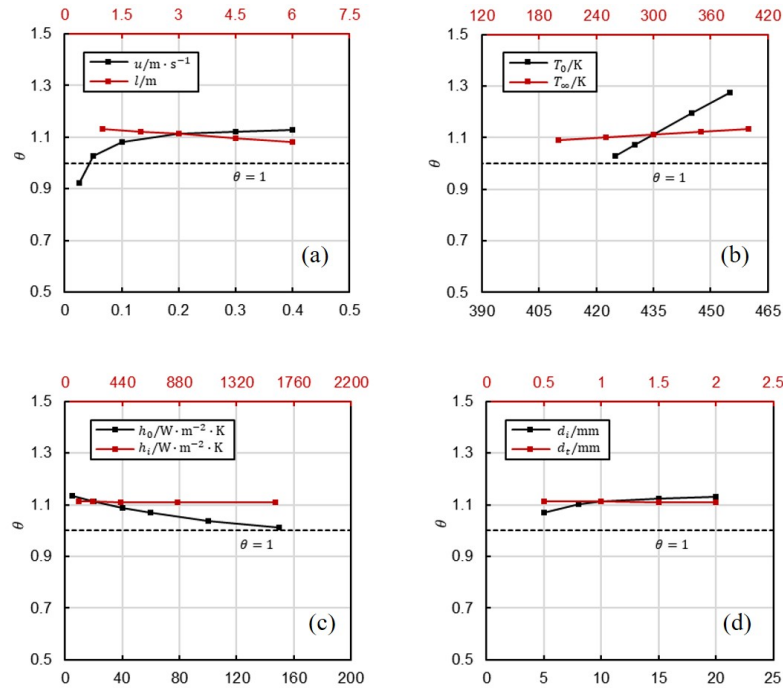 0 1.5 3 4.5 6 7.5
1.5
1.3
1.1
0.9
0.7
0.5
θ
u/m · s⁻¹
l/m
θ = 1
(a)
0 0.1 0.2 0.3 0.4 0.5
120 180 240 300 360 420
1.5
1.3
1.1
0.9
0.7
0.5
θ
T₀/K
T∞/K
θ = 1
(b)
390 405 420 435 450 465
0 440 880 1320 1760 2200
1.5
1.3
1.1
0.9
0.7
0.5
θ
h₀/W · m⁻² · K
hᵢ/W · m⁻² · K
θ = 1
(c)
0 40 80 120 160 200
0 0.5 1 1.5 2 2.5
1.5
1.3
1.1
0.9
0.7
0.5
θ
dᵢ/mm
dₜ/mm
θ = 1
(d)
0 5 10 15 20 25